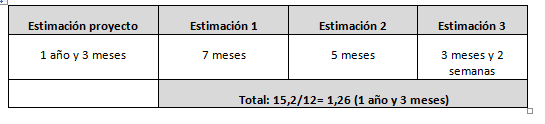 Estimación proyecto Estimación 1 Estimación 2 Estimación 3
1 año y 3 meses 7 meses 5 meses 3 meses y 2
semanas
Total: 15,2/12= 1,26 (1 año y 3 meses)